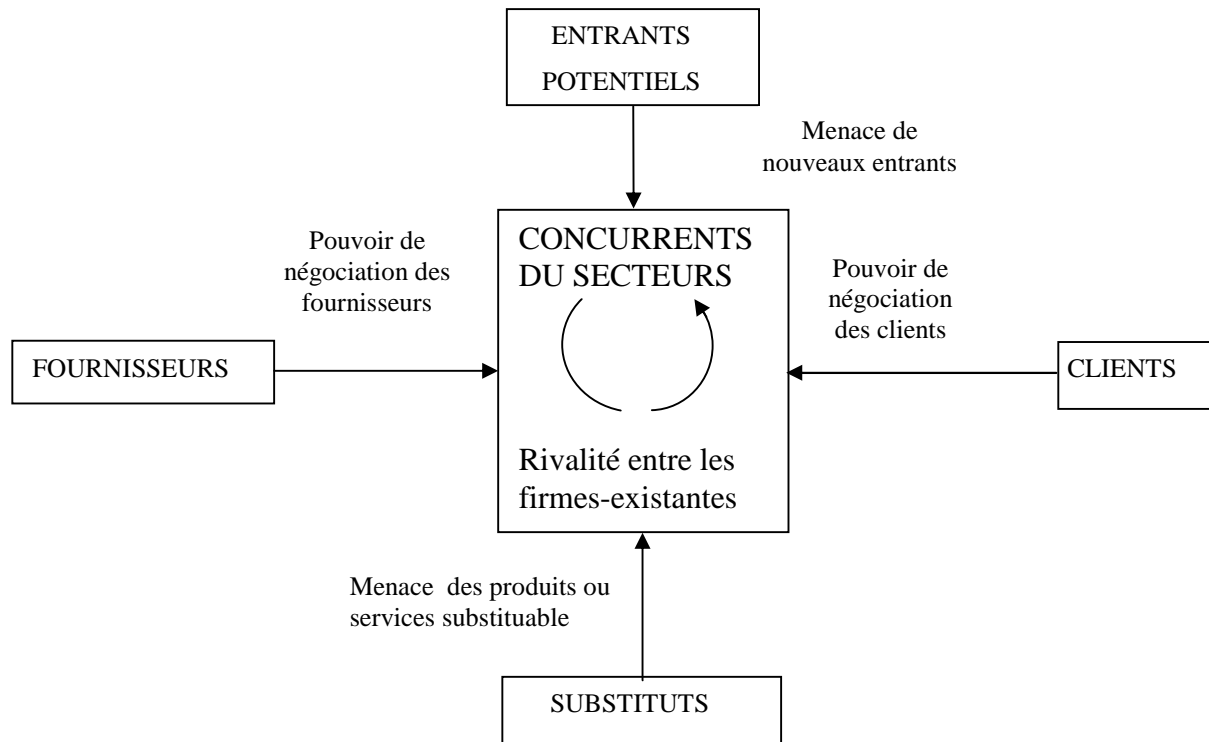 ENTRANTS
POTENTIELS
Menace de
nouveaux entrants
CONCURRENTS
DU SECTEURS
Pouvoir de
négociation des
fournisseurs
Pouvoir de
négociation
des clients
FOURNISSEURS
CLIENTS
Rivalité entre les
firmes-existantes
Menace des produits ou
services substituable
SUBSTITUTS